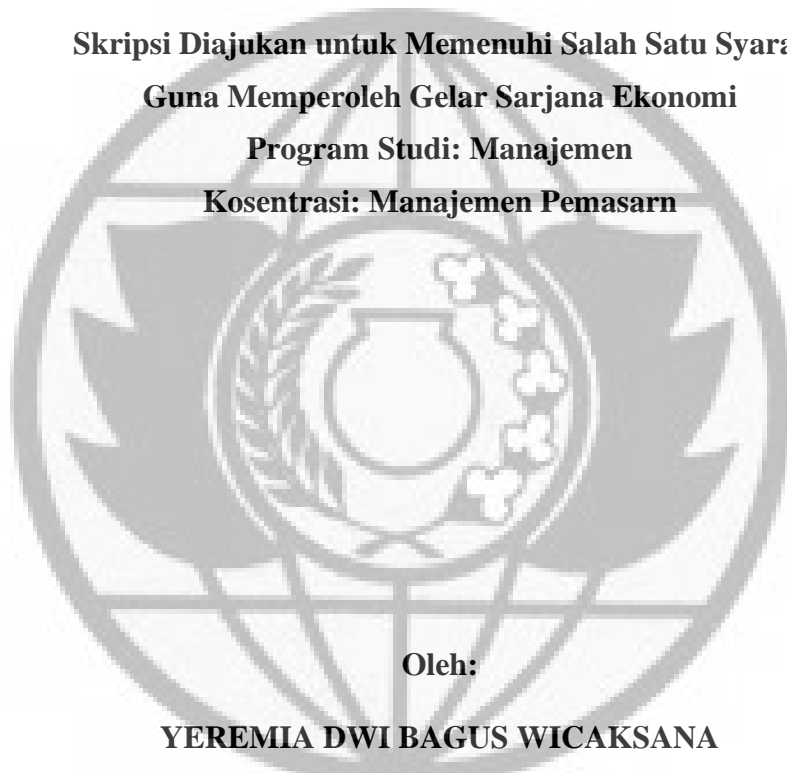 Skripsi Diajukan untuk Memenuhi Salah Satu Syara
Guna Memperoleh Gelar Sarjana Ekonomi
Program Studi: Manajemen
Kosentrasi: Manajemen Pemasarn
Oleh:
YEREMIA DWI BAGUS WICAKSANA